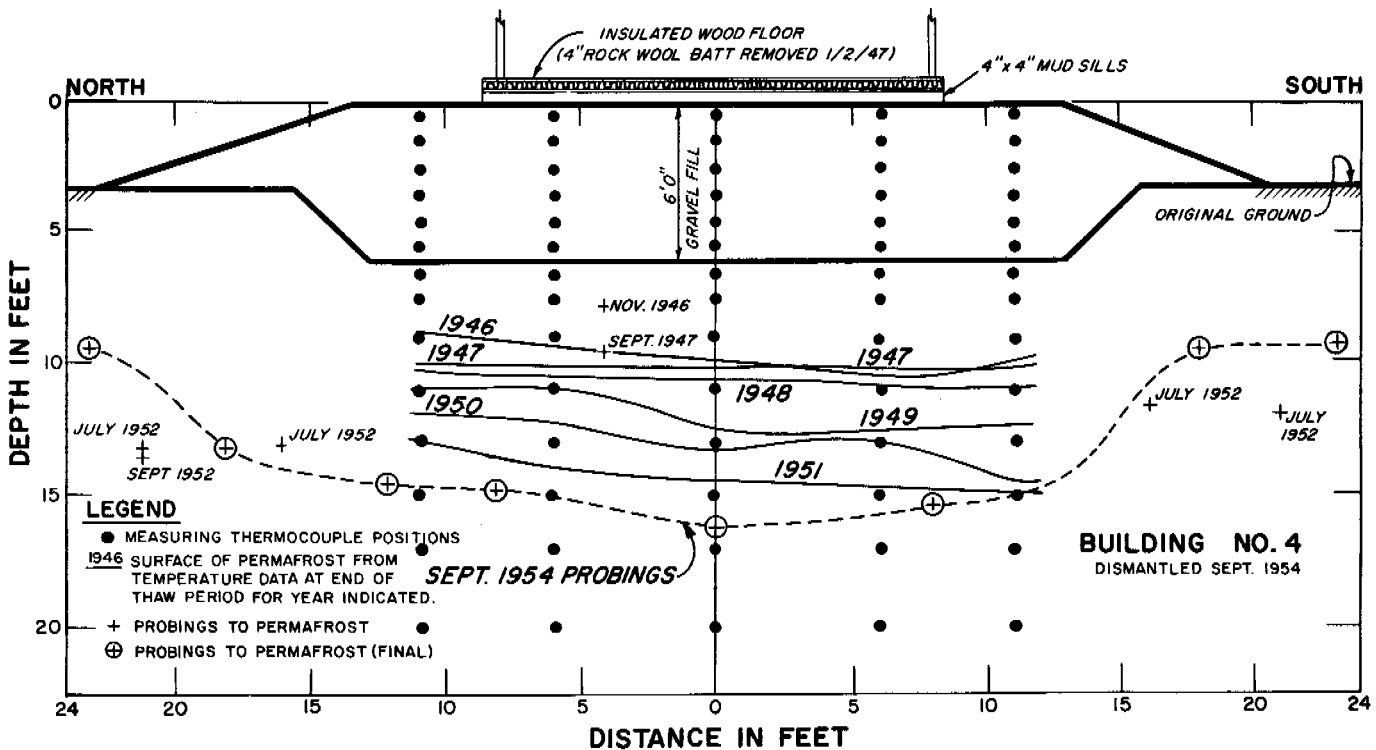 INSULATED WOOD FLOOR
(4" ROCK WOOL BATT REMOVED 1/2/47)
4"x 4" MUD SILLS
NORTH
SOUTH
0
5
10
15
20
DEPTH IN FEET
6'0"
GRAVEL FILL
ORIGINAL GROUND
NOV. 1946
SEPT. 1947
1946
1947
1947
1948
1949
1950
1951
JULY 1952
SEPT 1952
JULY 1952
JULY 1952
JULY
1952
LEGEND
MEASURING THERMOCOUPLE POSITIONS
1946 SURFACE OF PERMAFROST FROM
TEMPERATURE DATA AT END OF
THAW PERIOD FOR YEAR INDICATED.
+ PROBINGS TO PERMAFROST
⊕ PROBINGS TO PERMAFROST (FINAL)
SEPT. 1954 PROBINGS
BUILDING NO. 4
DISMANTLED SEPT. 1954
24 20 15 10 5 0 5 10 15 20 24
DISTANCE IN FEET